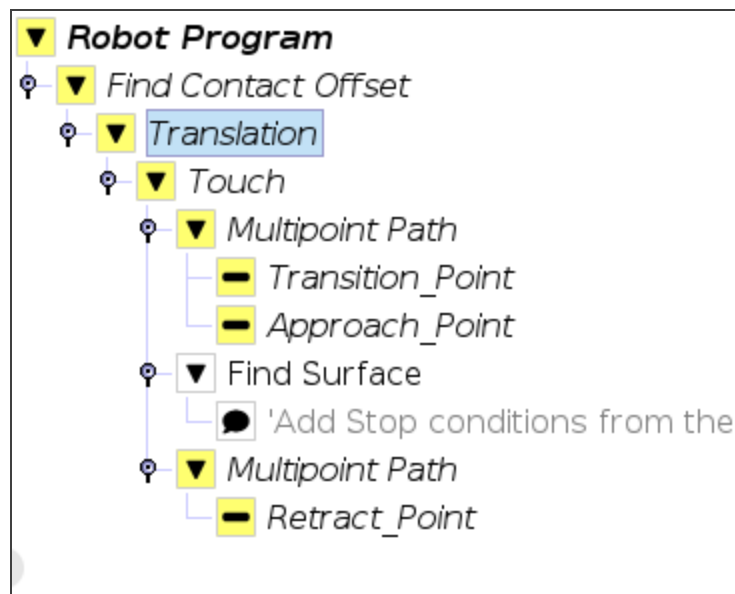 Robot Program
Find Contact Offset
Translation
Touch
Multipoint Path
Transition_Point
Approach_Point
Find Surface
'Add Stop conditions from the
Multipoint Path
Retract_Point